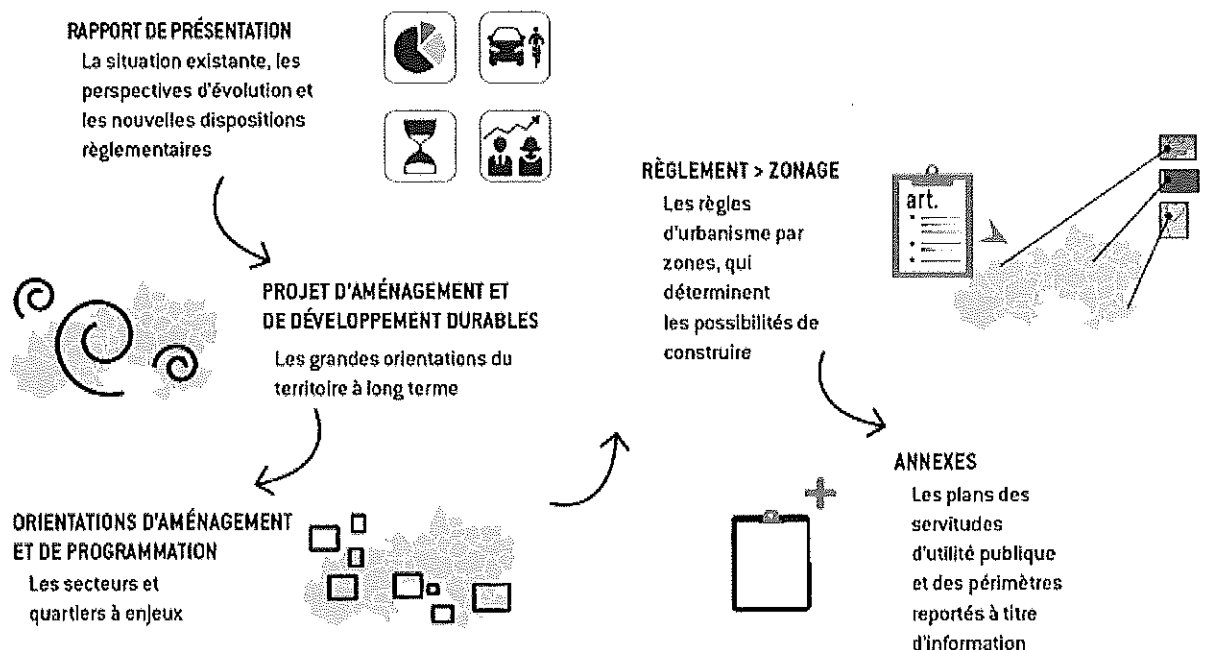 RAPPORT DE PRÉSENTATION
La situation existante, les
perspectives d'évolution et
les nouvelles dispositions
règlementaires
PROJET D'AMÉNAGEMENT ET
DE DÉVELOPPEMENT DURABLES
Les grandes orientations du
territoire à long terme
ORIENTATIONS D'AMÉNAGEMENT
ET DE PROGRAMMATION
Les secteurs et
quartiers à enjeux
RÈGLEMENT > ZONAGE
Les règles
d'urbanisme par
zones, qui
déterminent
les possibilités de
construire
art.
ANNEXES
Les plans des
servitudes
d'utilité publique
et des périmètres
reportés à titre
d'information